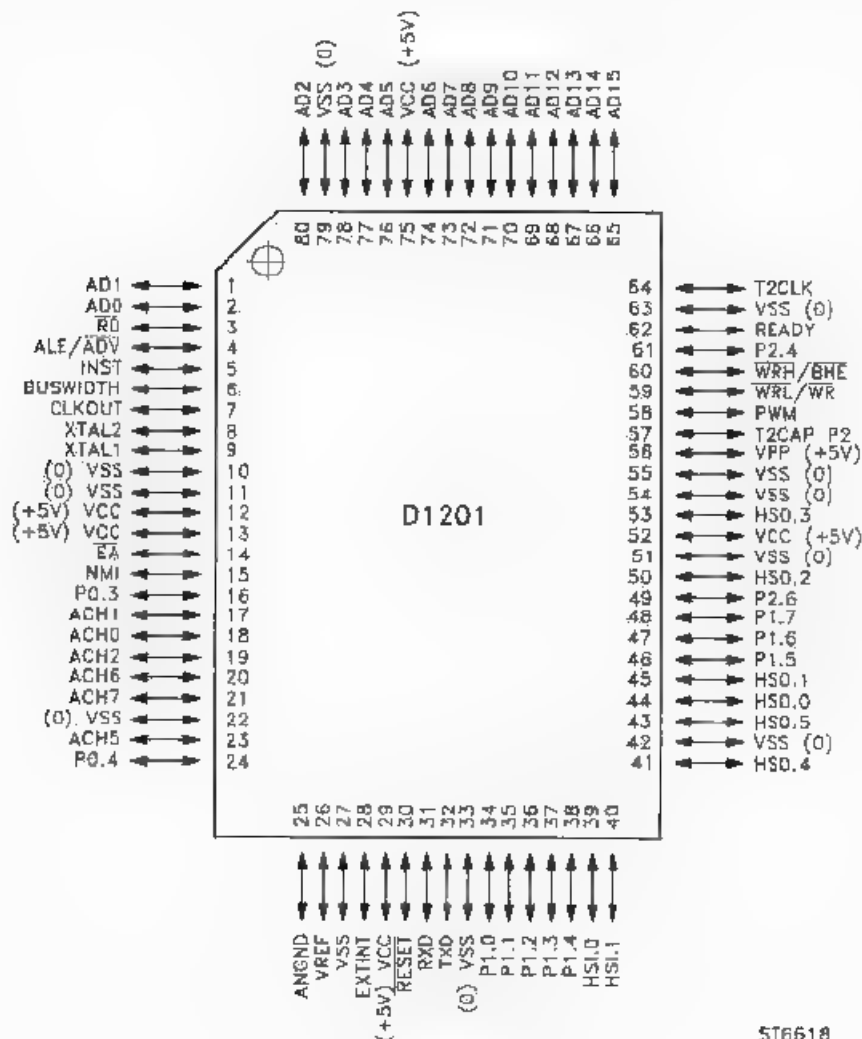 AD2 VSS (0) AD3 AD4 AD5 VCC (+5V) AD6 AD7 AD8 AD9 AD10 AD11 AD12 AD13 AD14 AD15
80 79 78 77 76 75 74 73 72 71 70 69 68 67 66 65
AD1 1
AD0 2
RD 3
ALE/ADV 4
INST 5
BUSWIDTH 6
CLKOUT 7
XTAL2 8
XTAL1 9
(0) VSS 10
(0) VSS 11
(+5V) VCC 12
(+5V) VCC 13
EA 14
NMI 15
P0.3 16
ACH1 17
ACH0 18
ACH2 19
ACH6 20
ACH7 21
(0) VSS 22
ACH5 23
P0.4 24
D1201
64 T2CLK
63 VSS (0)
62 READY
61 P2.4
60 WRH/BHE
59 WRL/WR
58 PWM
57 T2CAP P2
56 VPP (+5V)
55 VSS (0)
54 VSS (0)
53 HSO.3
52 VCC (+5V)
51 VSS (0)
50 HSO.2
49 P2.6
48 P1.7
47 P1.6
46 P1.5
45 HSO.1
44 HSO.0
43 HSO.5
42 VSS (0)
41 HSO.4
25 26 27 28 29 30 31 32 33 34 35 36 37 38 39 40
ANGND VREF VSS EXTINT (+5V) VCC RESET RXD TXD (0) VSS P1.0 P1.1 P1.2 P1.3 P1.4 HSI.0 HSI.1
ST6618